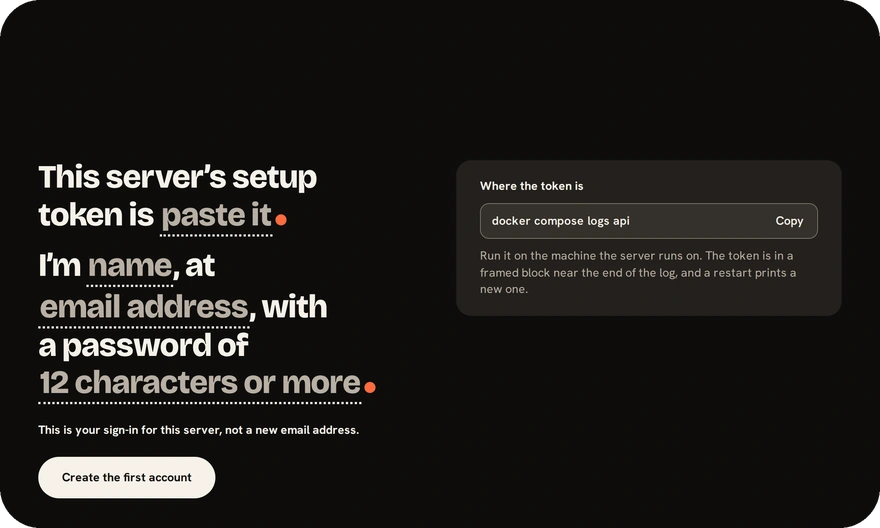 This server's setup
token is paste it.
I'm name, at
email address, with
a password of
12 characters or more.
This is your sign-in for this server, not a new email address.
Create the first account
Where the token is
docker compose logs api Copy
Run it on the machine the server runs on. The token is in a
framed block near the end of the log, and a restart prints a
new one.